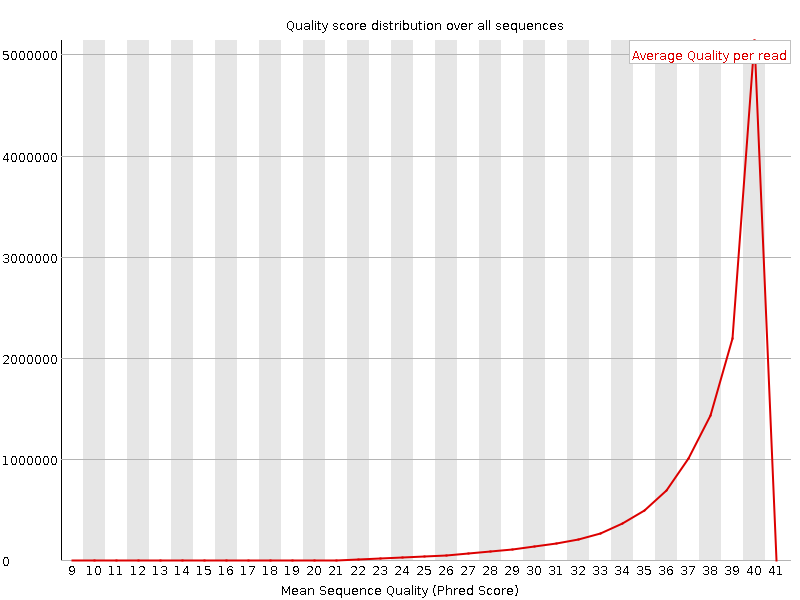 Quality score distribution over all sequences
Average Quality per read
5000000
4000000
3000000
2000000
1000000
0
9 10 11 12 13 14 15 16 17 18 19 20 21 22 23 24 25 26 27 28 29 30 31 32 33 34 35 36 37 38 39 40 41
Mean Sequence Quality (Phred Score)